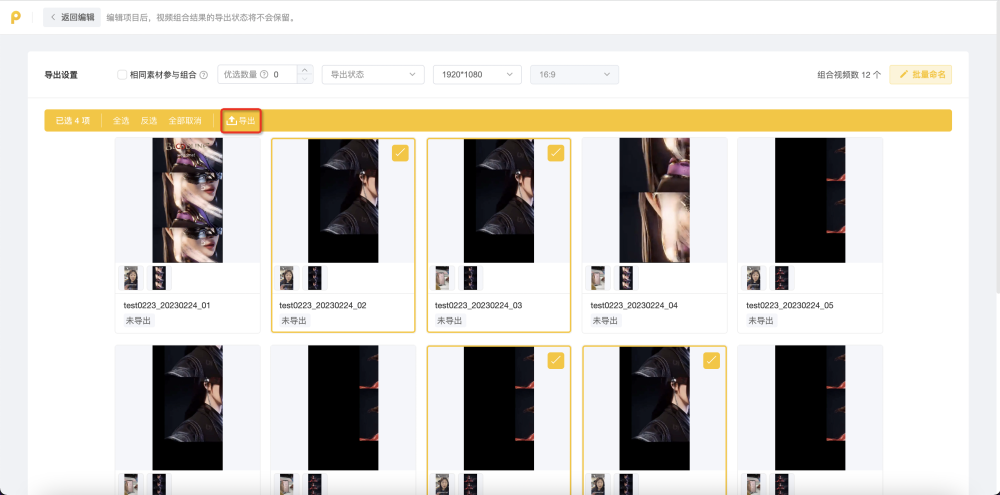 返回编辑 编辑项目后，视频组合结果的导出状态将不会保留。
导出设置 相同素材参与组合 优选数量 0 导出状态 1920*1080 16:9 组合视频数 12 个 批量命名
已选 4 项 全选 反选 全部取消 导出
test0223_20230224_01
未导出
test0223_20230224_02
未导出
test0223_20230224_03
未导出
test0223_20230224_04
未导出
test0223_20230224_05
未导出